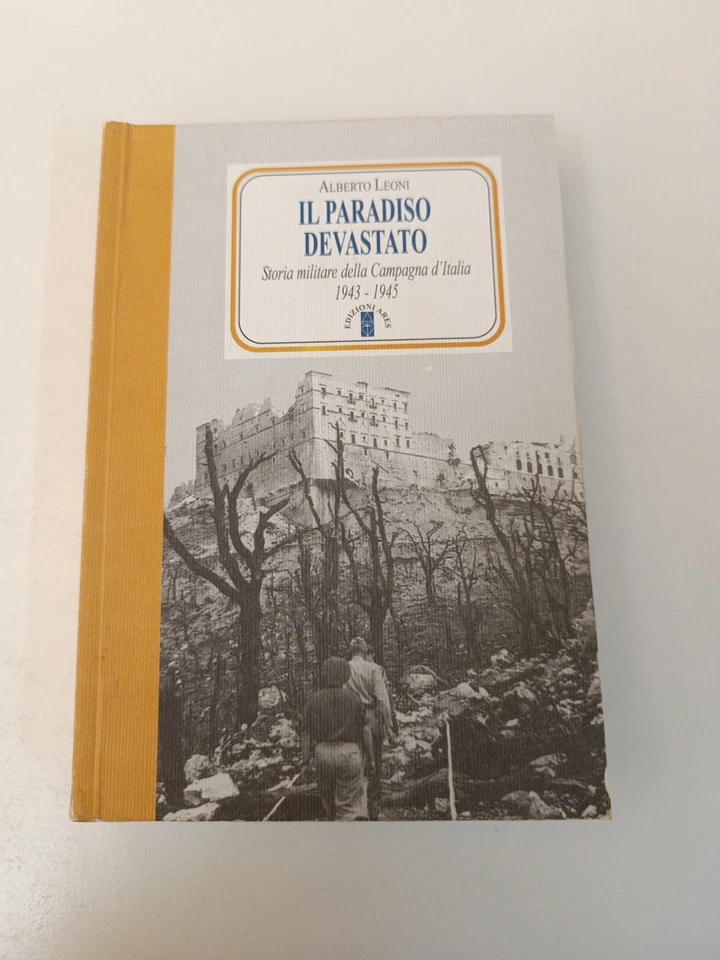 ALBERTO LEONI
IL PARADISO
DEVASTATO
Storia militare della Campagna d'Italia
1943 - 1945
EDIZIONI ARES